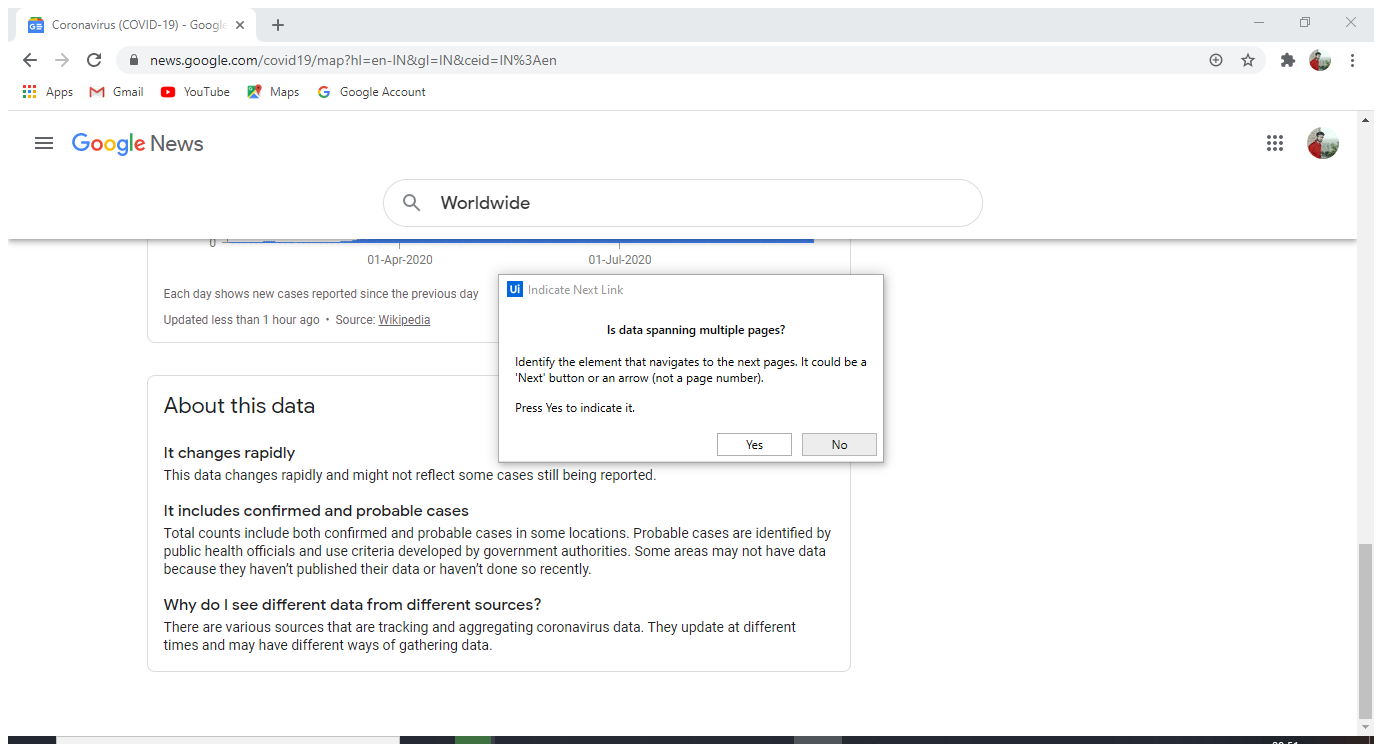 Coronavirus (COVID-19) - Google
news.google.com/covid19/map?hl=en-IN&gl=IN&ceid=IN%3Aen
Apps Gmail YouTube Maps Google Account
Google News
Worldwide
0
01-Apr-2020 01-Jul-2020
Each day shows new cases reported since the previous day
Updated less than 1 hour ago • Source: Wikipedia
Ui Indicate Next Link
Is data spanning multiple pages?
Identify the element that navigates to the next pages. It could be a
'Next' button or an arrow (not a page number).
Press Yes to indicate it.
Yes No
About this data
It changes rapidly
This data changes rapidly and might not reflect some cases still being reported.
It includes confirmed and probable cases
Total counts include both confirmed and probable cases in some locations. Probable cases are identified by
public health officials and use criteria developed by government authorities. Some areas may not have data
because they haven't published their data or haven't done so recently.
Why do I see different data from different sources?
There are various sources that are tracking and aggregating coronavirus data. They update at different
times and may have different ways of gathering data.